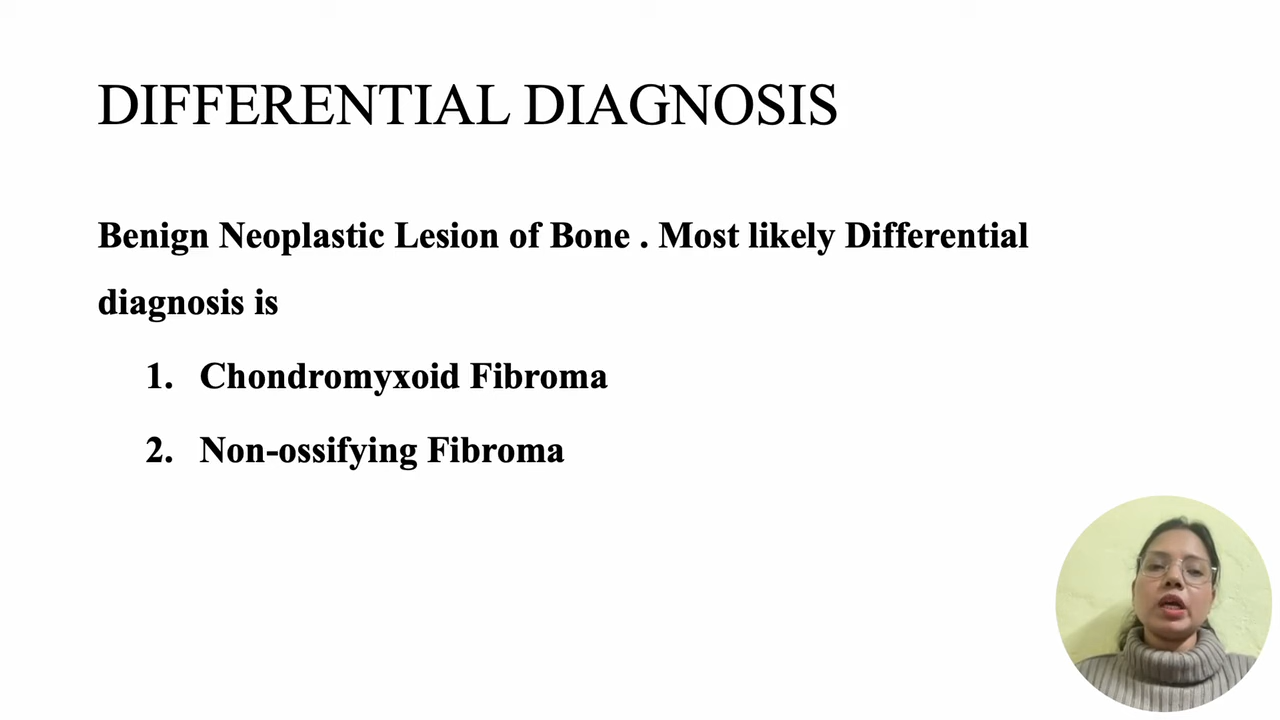 DIFFERENTIAL DIAGNOSIS
Benign Neoplastic Lesion of Bone . Most likely Differential
diagnosis is
1. Chondromyxoid Fibroma
2. Non-ossifying Fibroma